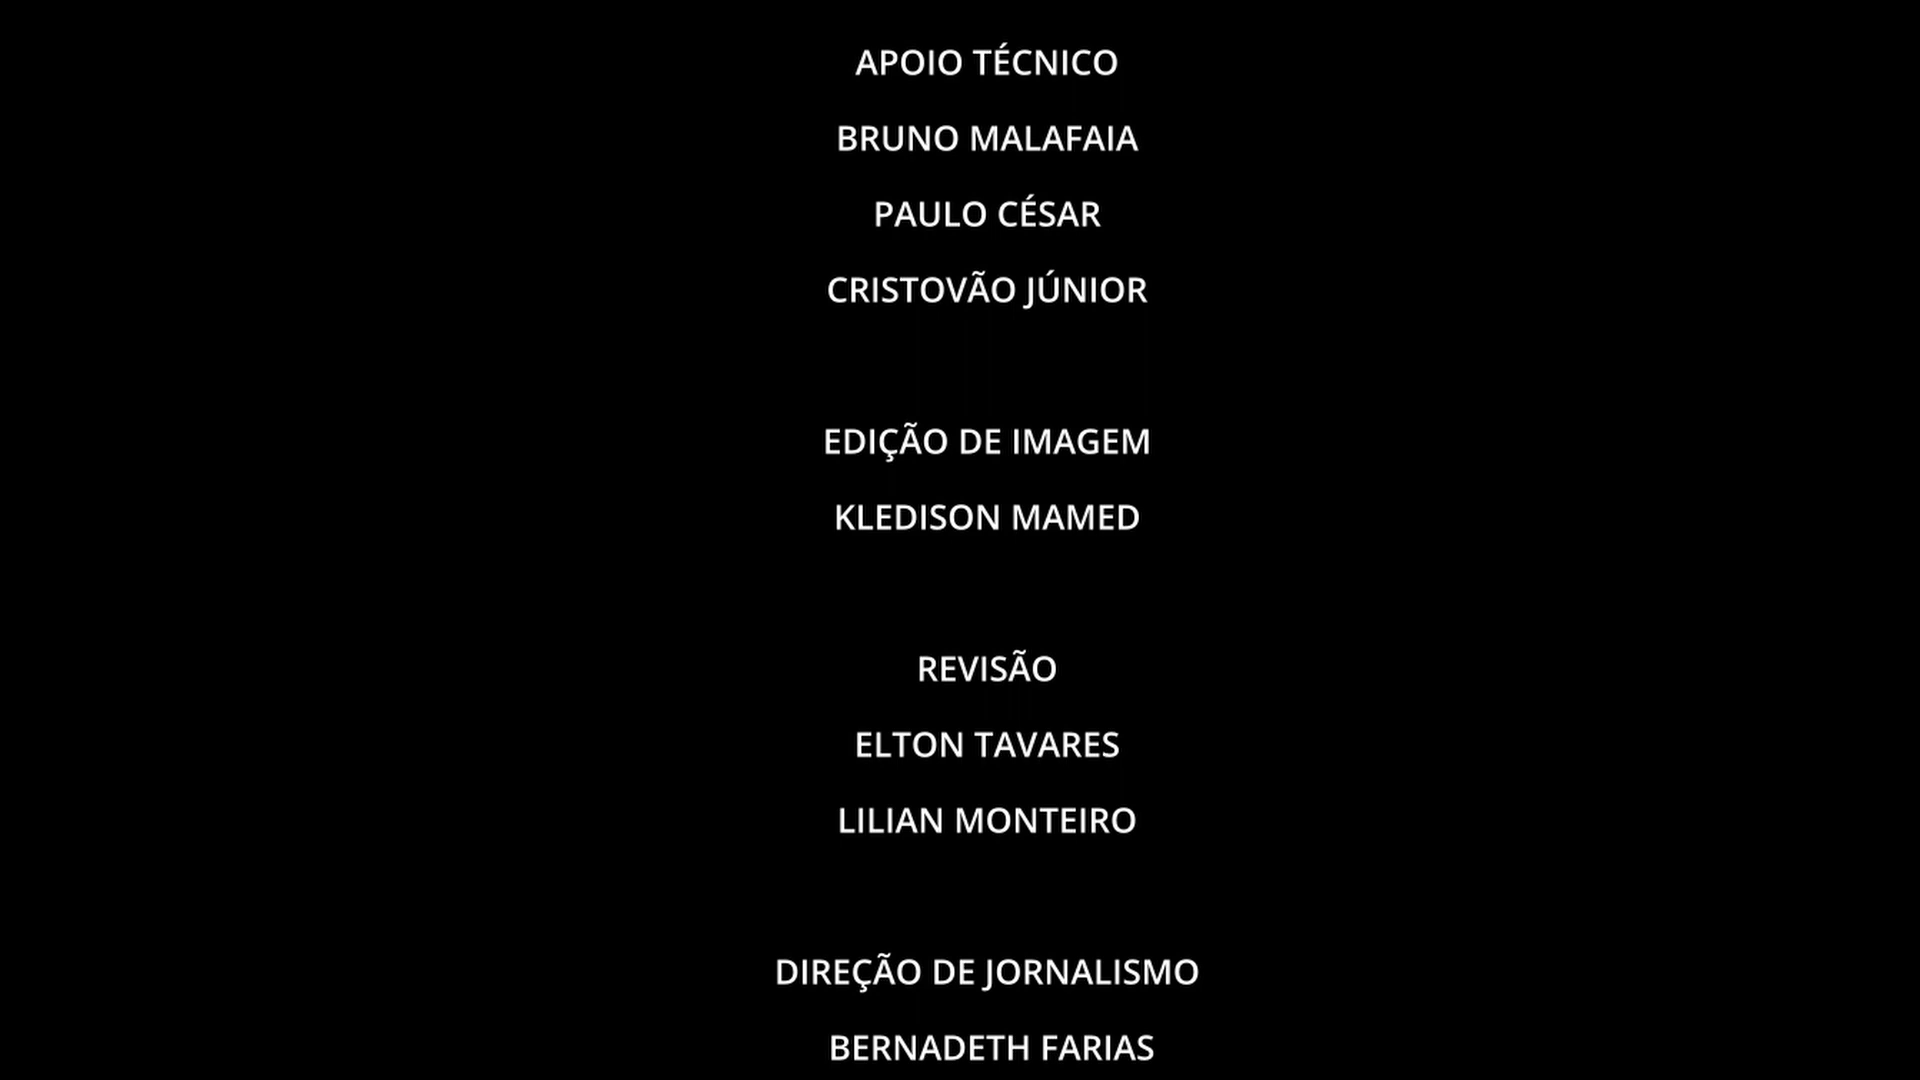 APOIO TÉCNICO
BRUNO MALAFAIA
PAULO CÉSAR
CRISTOVÃO JÚNIOR
EDIÇÃO DE IMAGEM
KLEDISON MAMED
REVISÃO
ELTON TAVARES
LILIAN MONTEIRO
DIREÇÃO DE JORNALISMO
BERNADETH FARIAS